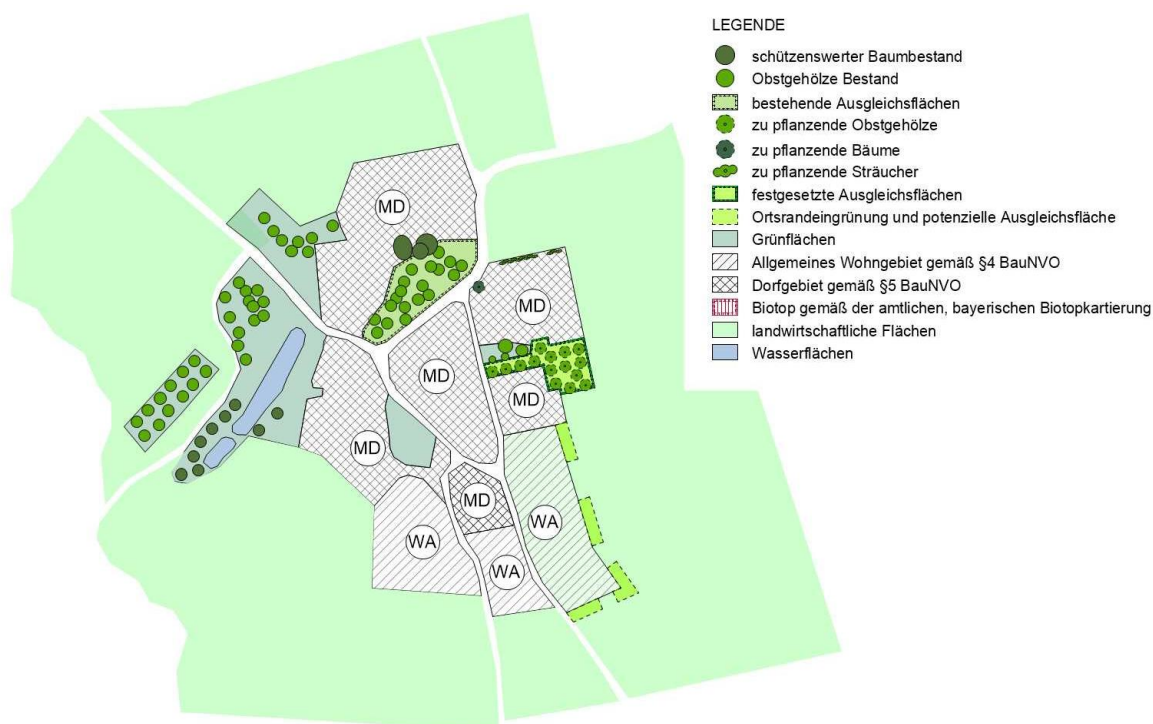 LEGENDE
schützenswerter Baumbestand
Obstgehölze Bestand
bestehende Ausgleichsflächen
zu pflanzende Obstgehölze
zu pflanzende Bäume
zu pflanzende Sträucher
festgesetzte Ausgleichsflächen
Ortsrandeingrünung und potenzielle Ausgleichsfläche
Grünflächen
Allgemeines Wohngebiet gemäß §4 BauNVO
Dorfgebiet gemäß §5 BauNVO
Biotop gemäß der amtlichen, bayerischen Biotopkartierung
landwirtschaftliche Flächen
Wasserflächen
MD
MD
MD
MD
MD
MD
WA
WA
WA